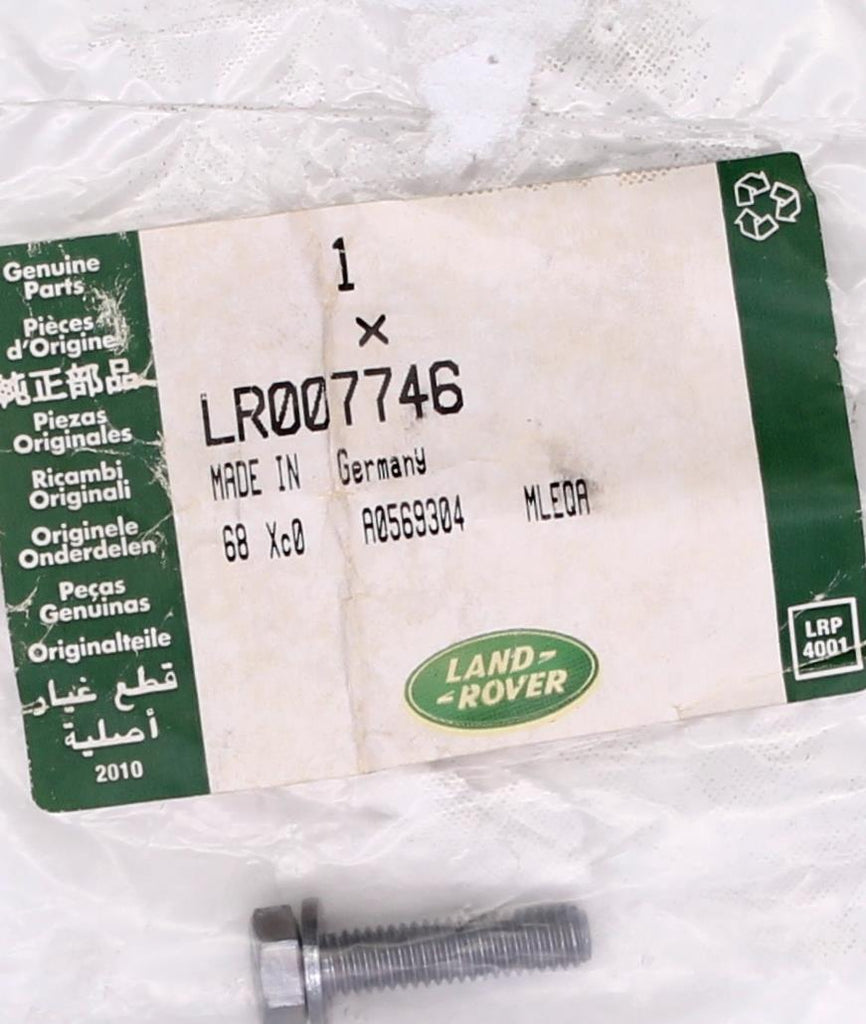 Genuine
Parts
Pièces
d'Origine
純正部品
Piezas
Originales
Ricambi
Originali
Originele
Onderdelen
Peças
Genuinas
Originalteile
قطع غيار
أصلية
2010
1
×
LR007746
MADE IN Germany
68 Xc0 A0569304 MLEQA
LAND-
-ROVER
LRP
4001